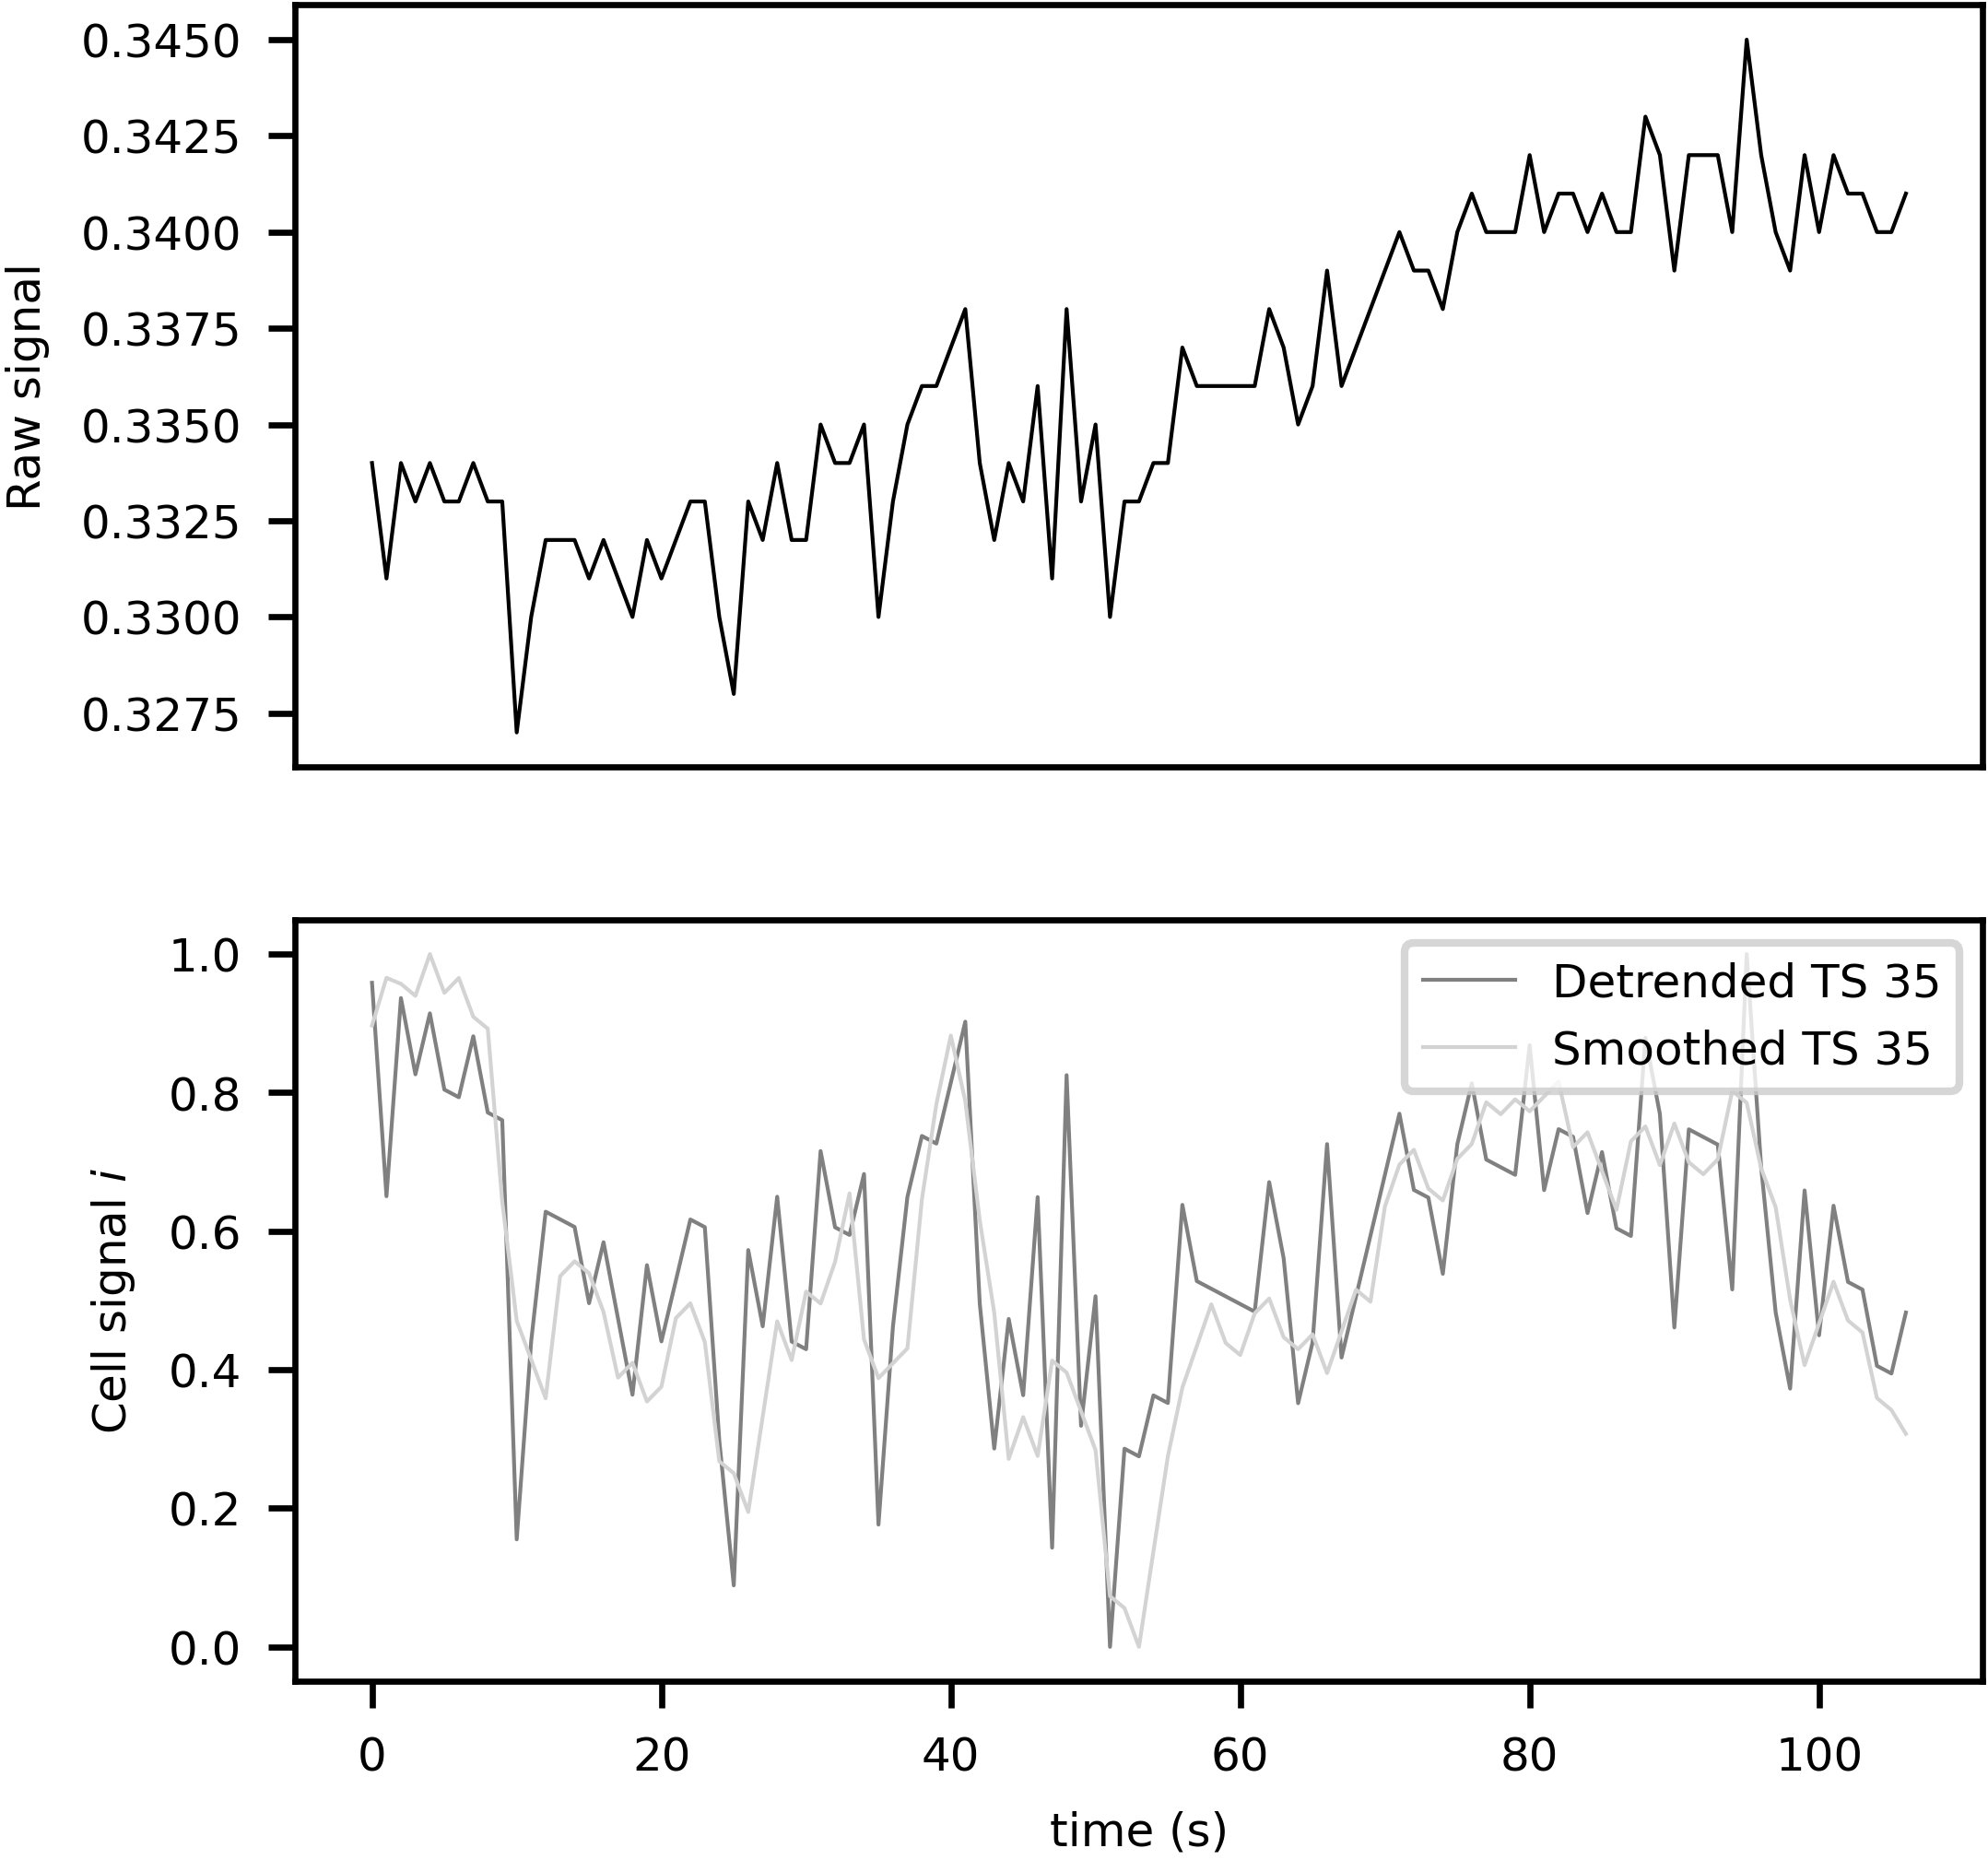 0.3450
0.3425
0.3400
0.3375
0.3350
0.3325
0.3300
0.3275
Raw signal
1.0
0.8
0.6
0.4
0.2
0.0
Cell signal i
Detrended TS 35
Smoothed TS 35
0 20 40 60 80 100
time (s)